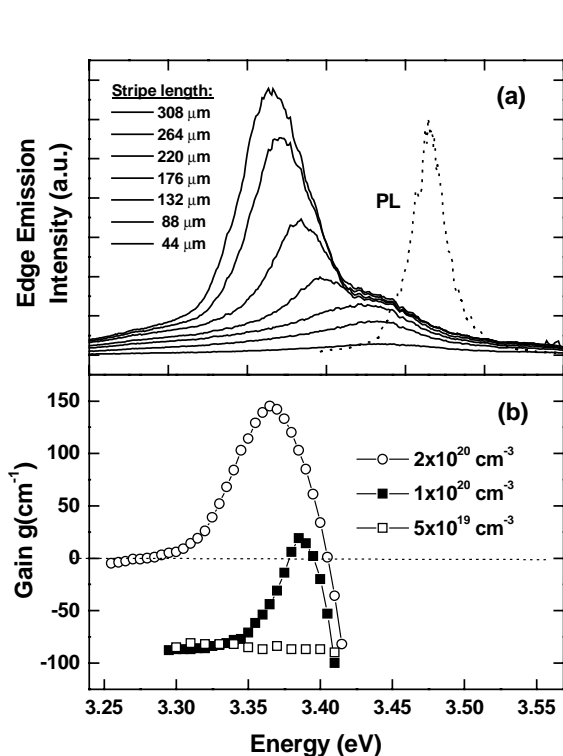 (a)
Stripe length:
308 μm
264 μm
220 μm
176 μm
132 μm
88 μm
44 μm
PL
Edge Emission
Intensity (a.u.)
(b)
150
100
50
0
-50
-100
Gain g(cm⁻¹)
2x10²⁰ cm⁻³
1x10²⁰ cm⁻³
5x10¹⁹ cm⁻³
3.25 3.30 3.35 3.40 3.45 3.50 3.55
Energy (eV)